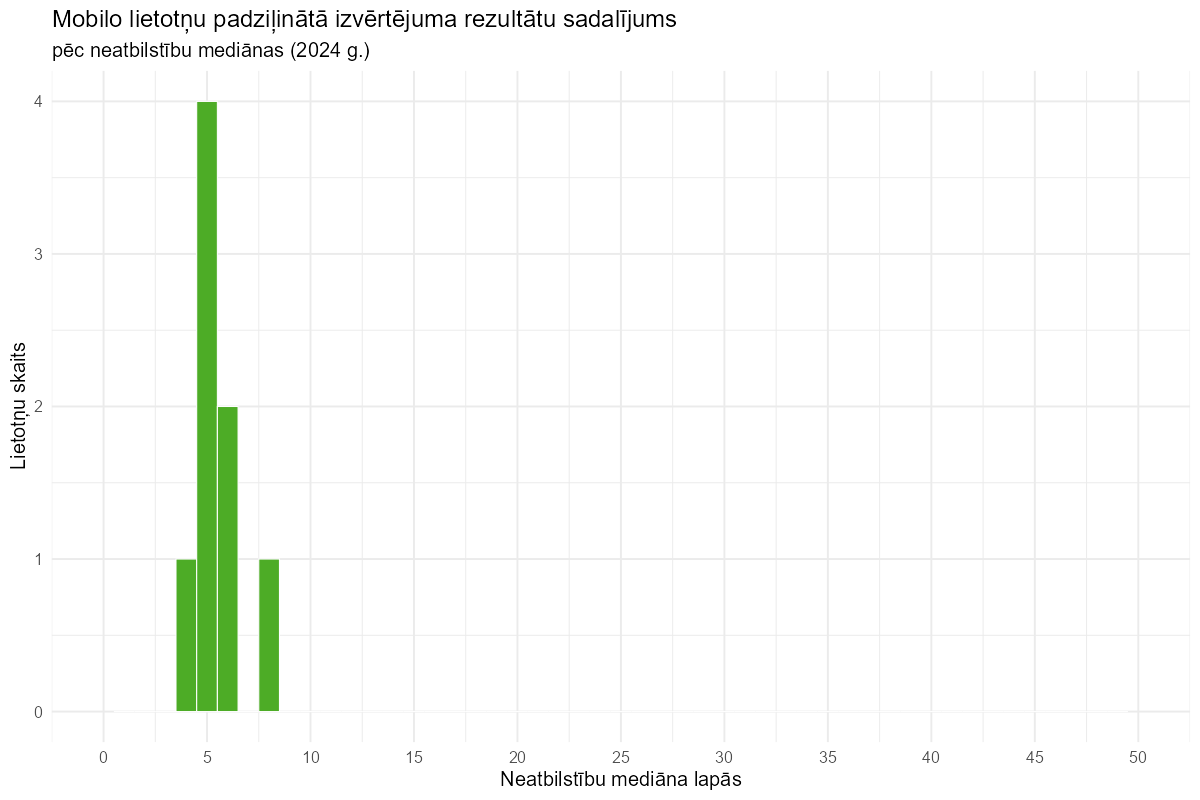 Mobilo lietotņu padziļinātā izvērtējuma rezultātu sadalījums
pēc neatbilstību mediānas (2024 g.)
Lietotņu skaits
4
3
2
1
0
0 5 10 15 20 25 30 35 40 45 50
Neatbilstību mediāna lapās